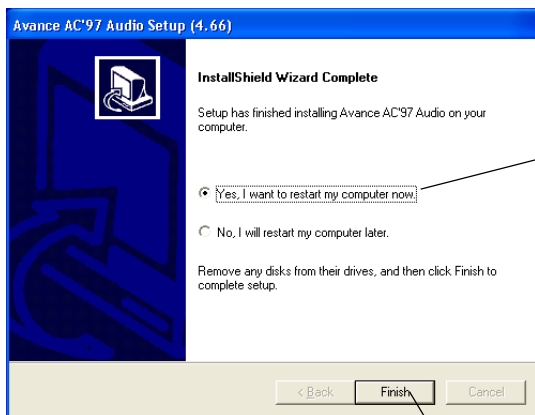 Avance AC'97 Audio Setup (4.66)
InstallShield Wizard Complete
Setup has finished installing Avance AC'97 Audio on your
computer.
Yes, I want to restart my computer now.
No, I will restart my computer later.
Remove any disks from their drives, and then click Finish to
complete setup.
< Back Finish Cancel